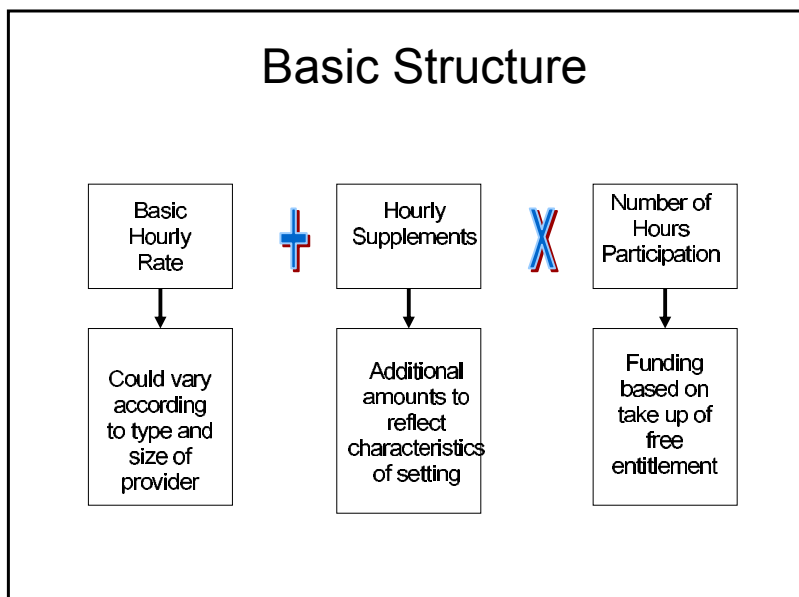 Basic Structure
Basic
Hourly
Rate
+
Hourly
Supplements
X
Number of
Hours
Participation
Could vary
according
to type and
size of
provider
Additional
amounts to
reflect
characteristics
of setting
Funding
based on
take up of
free
entitlement